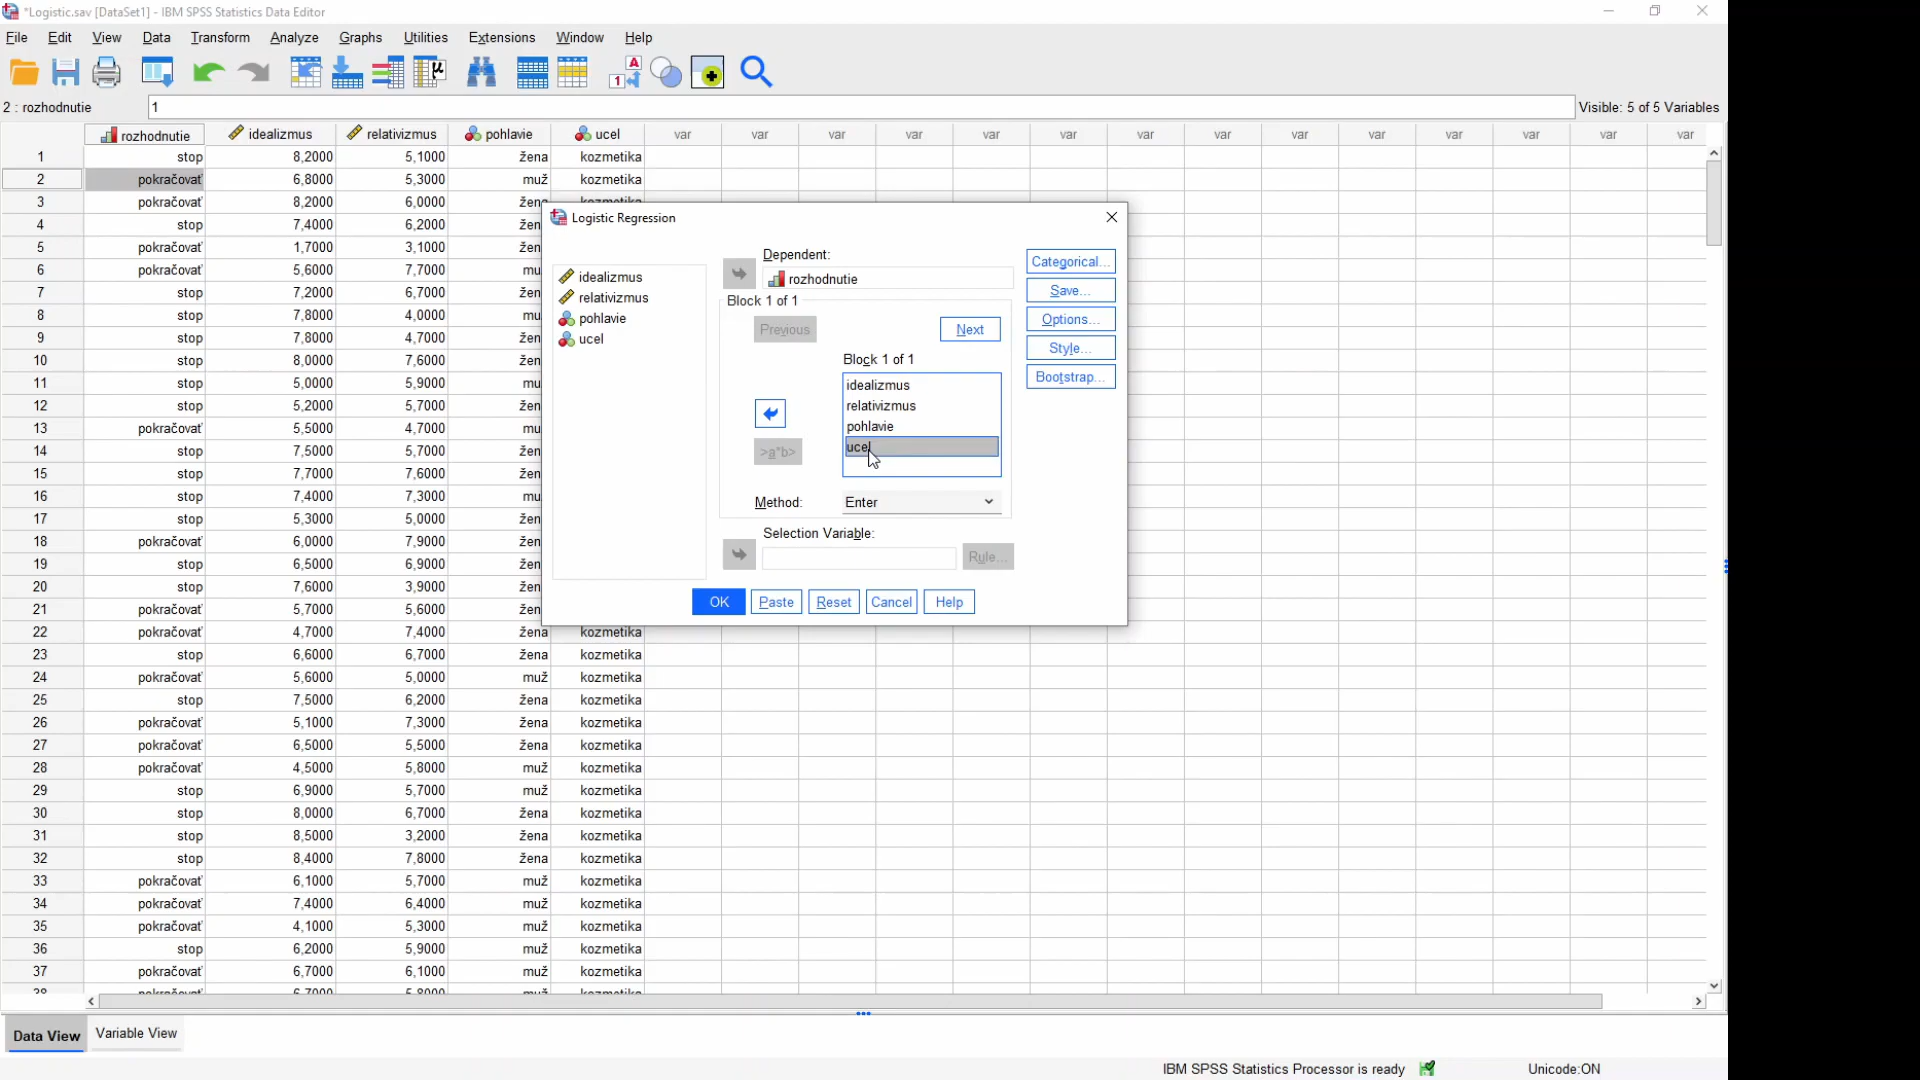 *Logistic.sav [DataSet1] - IBM SPSS Statistics Data Editor
File Edit View Data Transform Analyze Graphs Utilities Extensions Window Help
2 : rozhodnutie 1 Visible: 5 of 5 Variables
rozhodnutie idealizmus relativizmus pohlavie ucel var var var var var var var var var var var var var var
1 stop 8,2000 5,1000 žena kozmetika
2 pokračovať 6,8000 5,3000 muž kozmetika
3 pokračovať 8,2000 6,0000
4 stop 7,4000 6,2000
5 pokračovať 1,7000 3,1000
6 pokračovať 5,6000 7,7000
7 stop 7,2000 6,7000
8 stop 7,8000 4,0000
9 stop 7,8000 4,7000
10 stop 8,0000 7,6000
11 stop 5,0000 5,9000
12 stop 5,2000 5,7000
13 pokračovať 5,5000 4,7000
14 stop 7,5000 5,7000
15 stop 7,7000 7,6000
16 stop 7,4000 7,3000
17 stop 5,3000 5,0000
18 pokračovať 6,0000 7,9000
19 stop 6,5000 6,9000
20 stop 7,6000 3,9000
21 pokračovať 5,7000 5,6000
22 pokračovať 4,7000 7,4000 žena kozmetika
23 stop 6,6000 6,7000 žena kozmetika
24 pokračovať 5,6000 5,0000 muž kozmetika
25 stop 7,5000 6,2000 žena kozmetika
26 pokračovať 5,1000 7,3000 žena kozmetika
27 pokračovať 6,5000 5,5000 žena kozmetika
28 pokračovať 4,5000 5,8000 muž kozmetika
29 stop 6,9000 5,7000 muž kozmetika
30 stop 8,0000 6,7000 žena kozmetika
31 stop 8,5000 3,2000 žena kozmetika
32 stop 8,4000 7,8000 žena kozmetika
33 pokračovať 6,1000 5,7000 muž kozmetika
34 pokračovať 7,4000 6,4000 muž kozmetika
35 pokračovať 4,1000 5,3000 muž kozmetika
36 stop 6,2000 5,9000 muž kozmetika
37 pokračovať 6,7000 6,1000 muž kozmetika
Logistic Regression
idealizmus
relativizmus
pohlavie
ucel
Dependent:
rozhodnutie
Block 1 of 1
Previous Next
Block 1 of 1
idealizmus
relativizmus
pohlavie
ucel
>a*b>
Method: Enter
Selection Variable:
Rule...
Categorical...
Save...
Options...
Style...
Bootstrap...
OK Paste Reset Cancel Help
Data View Variable View
IBM SPSS Statistics Processor is ready Unicode:ON